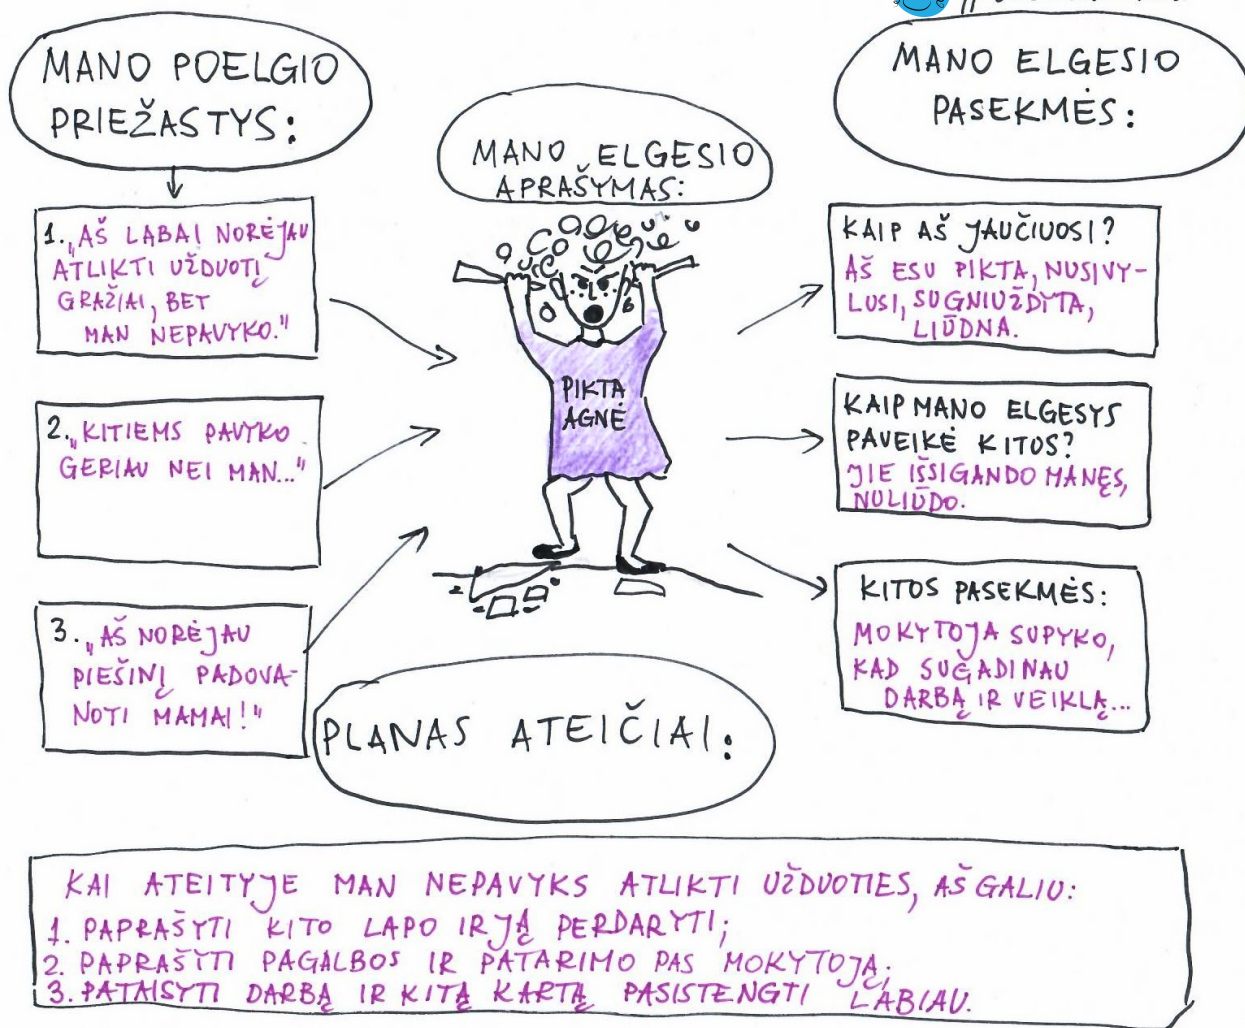 MANO POELGIO
PRIEŽASTYS:
1. „AŠ LABAI NORĖJAU
ATLIKTI UŽDUOTĮ
GRAŽIAI, BET
MAN NEPAVYKO."
2. „KITIEMS PAVYKO
GERIAU NEI MAN..."
3. „AŠ NORĖJAU
PIEŠINĮ PADOVA-
NOTI MAMAI!"
MANO ELGESIO
APRAŠYMAS:
PIKTA
AGNĖ
MANO ELGESIO
PASEKMĖS:
KAIP AŠ JAUČIUOSI?
AŠ ESU PIKTA, NUSIVY-
LUSI, SUGNIUŽDYTA,
LIŪDNA.
KAIP MANO ELGESYS
PAVEIKĖ KITOS?
JIE IŠSIGANDO MANĘS,
NULIŪDO.
KITOS PASEKMĖS:
MOKYTOJA SUPYKO,
KAD SUGADINAU
DARBĄ IR VEIKLĄ...
PLANAS ATEIČIAI:
KAI ATEITYJE MAN NEPAVYKS ATLIKTI UŽDUOTIES, AŠ GALIU:
1. PAPRAŠYTI KITO LAPO IR JĄ PERDARYTI;
2. PAPRAŠYTI PAGALBOS IR PATARIMO PAS MOKYTOJĄ;
3. PATAISYTI DARBĄ IR KITĄ KARTĄ PASISTENGTI LABIAU.